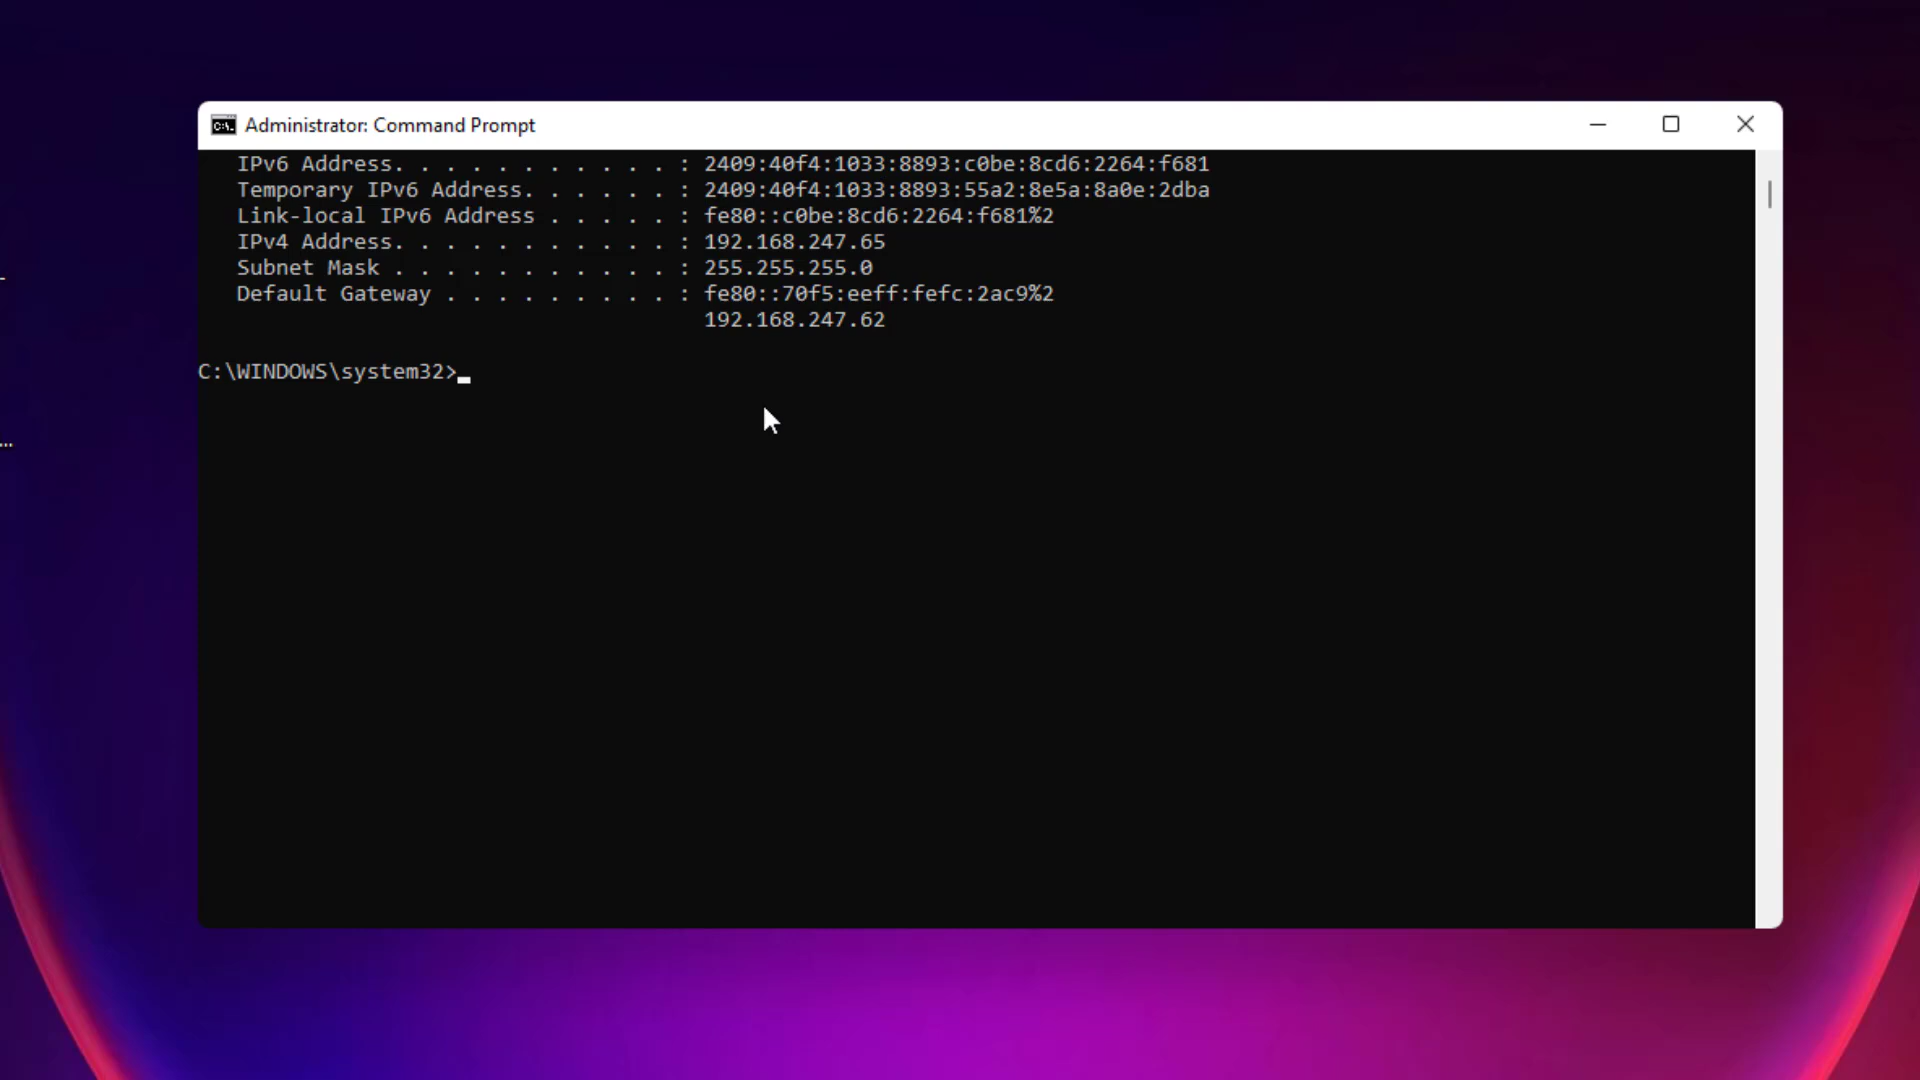 Administrator: Command Prompt
IPv6 Address. . . . . . . . . . . : 2409:40f4:1033:8893:c0be:8cd6:2264:f681
Temporary IPv6 Address. . . . . . : 2409:40f4:1033:8893:55a2:8e5a:8a0e:2dba
Link-local IPv6 Address . . . . . : fe80::c0be:8cd6:2264:f681%2
IPv4 Address. . . . . . . . . . . : 192.168.247.65
Subnet Mask . . . . . . . . . . . : 255.255.255.0
Default Gateway . . . . . . . . . : fe80::70f5:eeff:fefc:2ac9%2
192.168.247.62
C:\WINDOWS\system32>
...